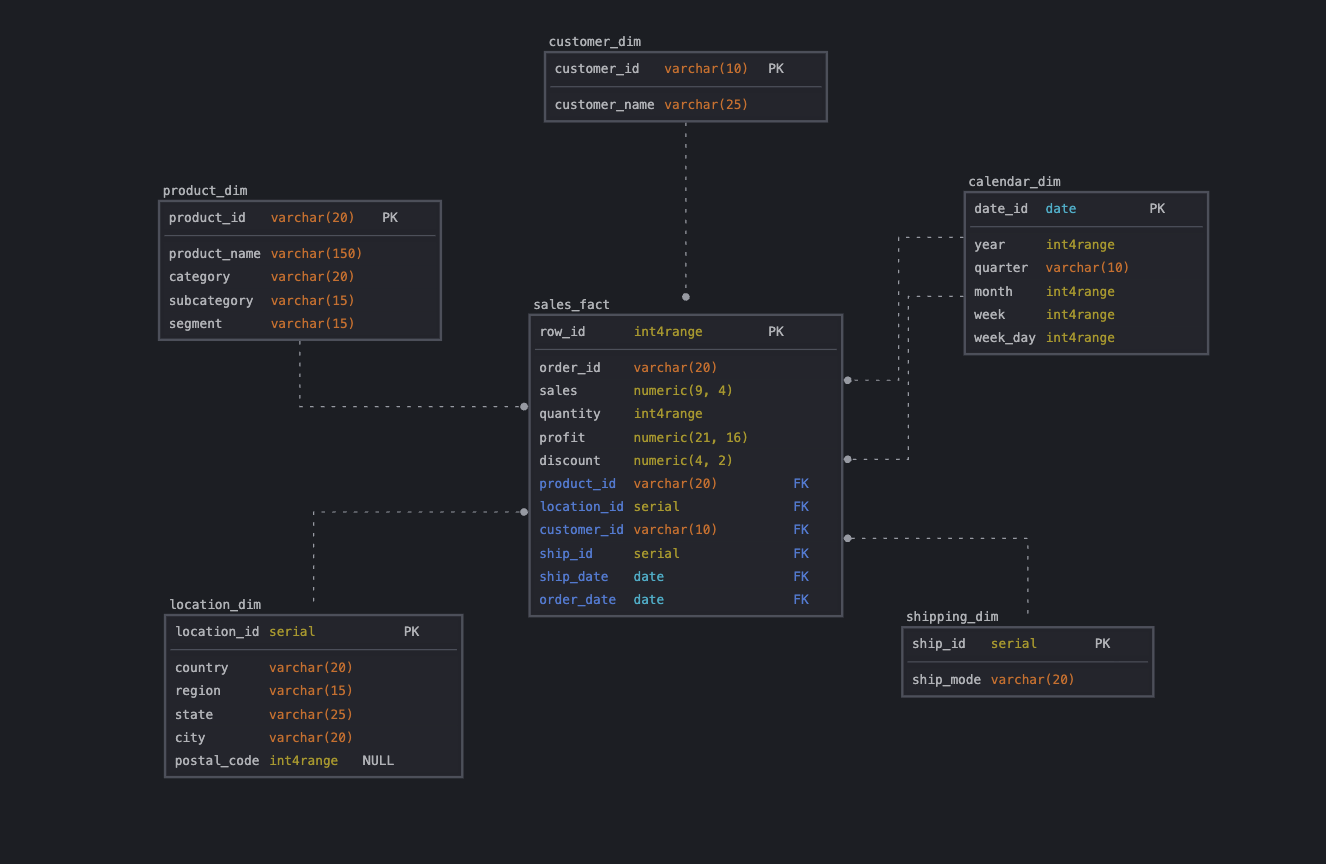 customer_dim
customer_id varchar(10) PK
customer_name varchar(25)
product_dim
product_id varchar(20) PK
product_name varchar(150)
category varchar(20)
subcategory varchar(15)
segment varchar(15)
calendar_dim
date_id date PK
year int4range
quarter varchar(10)
month int4range
week int4range
week_day int4range
sales_fact
row_id int4range PK
order_id varchar(20)
sales numeric(9, 4)
quantity int4range
profit numeric(21, 16)
discount numeric(4, 2)
product_id varchar(20) FK
location_id serial FK
customer_id varchar(10) FK
ship_id serial FK
ship_date date FK
order_date date FK
location_dim
location_id serial PK
country varchar(20)
region varchar(15)
state varchar(25)
city varchar(20)
postal_code int4range NULL
shipping_dim
ship_id serial PK
ship_mode varchar(20)